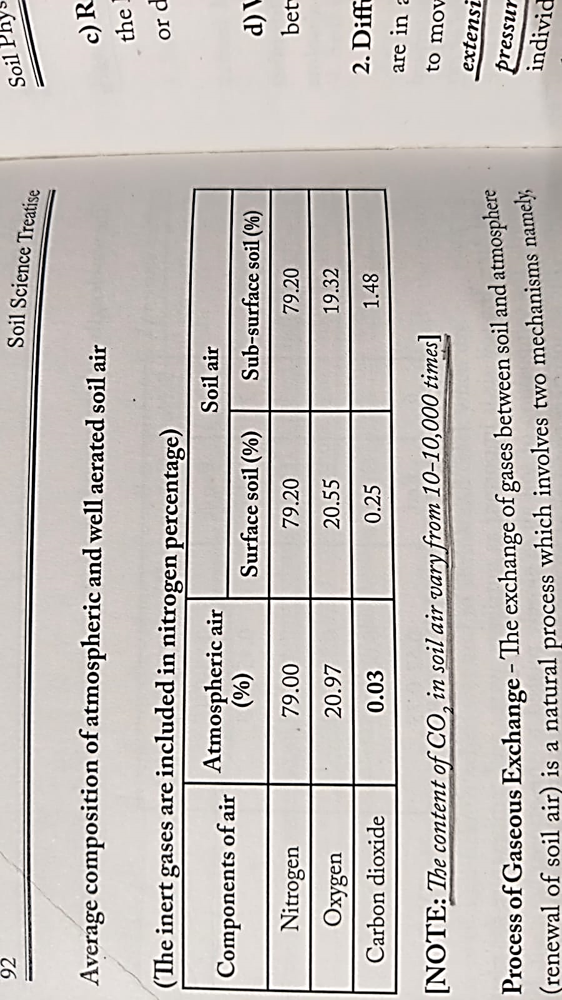 92 Soil Science Treatise
Average composition of atmospheric and well aerated soil air
(The inert gases are included in nitrogen percentage)
Components of air Atmospheric air (%) Soil air
Surface soil (%) Sub-surface soil (%)
Nitrogen 79.00 79.20 79.20
Oxygen 20.97 20.55 19.32
Carbon dioxide 0.03 0.25 1.48
[NOTE: The content of CO2 in soil air vary from 10-10,000 times]
Process of Gaseous Exchange - The exchange of gases between soil and atmosphere
(renewal of soil air) is a natural process which involves two mechanisms namely,
Soil Phys
c) R
the
or d
d)
bet
2. Diff
are in
to mov
extensi
pressur
individ